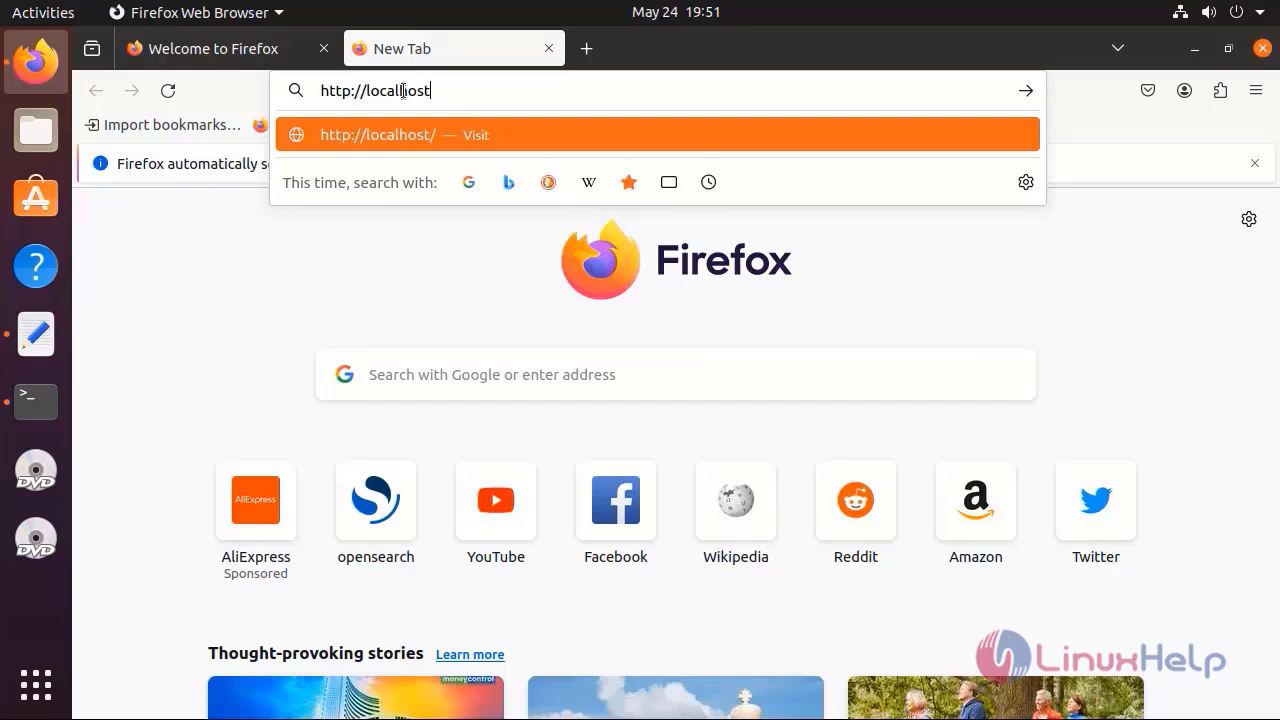 Activities
Firefox Web Browser
May 24 19:51
Welcome to Firefox
New Tab
http://localhost
Import bookmarks…
http://localhost/ — Visit
Firefox automatically s
This time, search with:
W
Firefox
Search with Google or enter address
AliExpress
AliExpress
Sponsored
opensearch
YouTube
Facebook
Wikipedia
Reddit
Amazon
Twitter
DVD
DVD
Thought-provoking stories
Learn more
moneycontrol
LinuxHelp